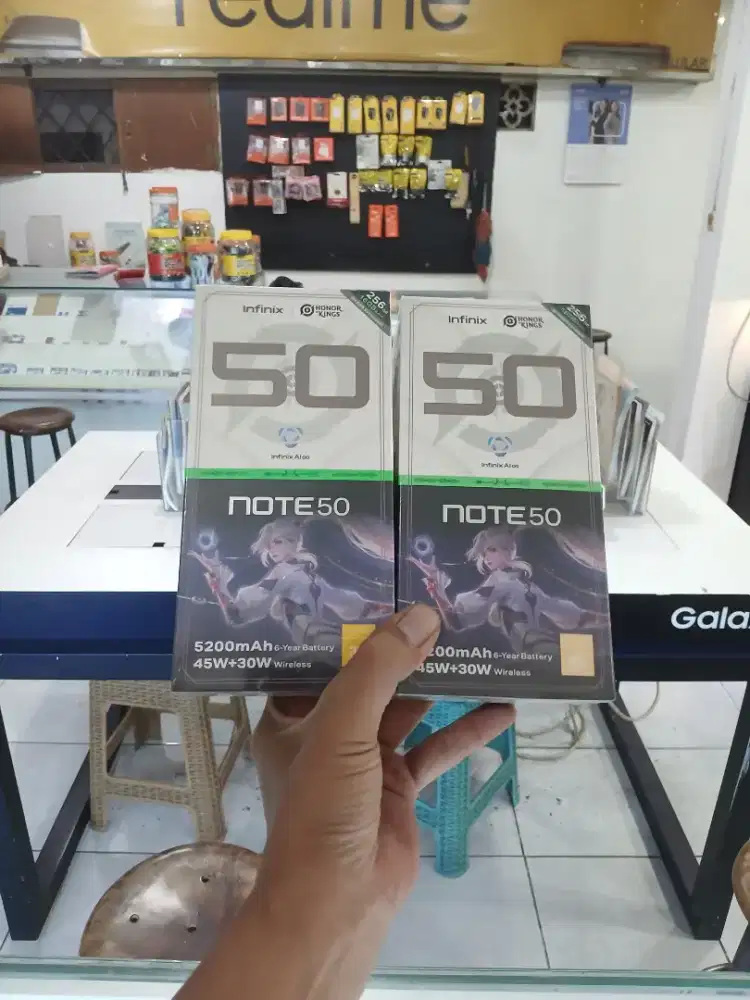 realme
infinix HONOR of KINGS 256
50
Infinix AI∞
NOTE 50
5200mAh 6-Year Battery
45W+30W Wireless
infinix HONOR of KINGS 256
50
Infinix AI∞
NOTE 50
200mAh 6-Year Battery
45W+30W Wireless
Gala